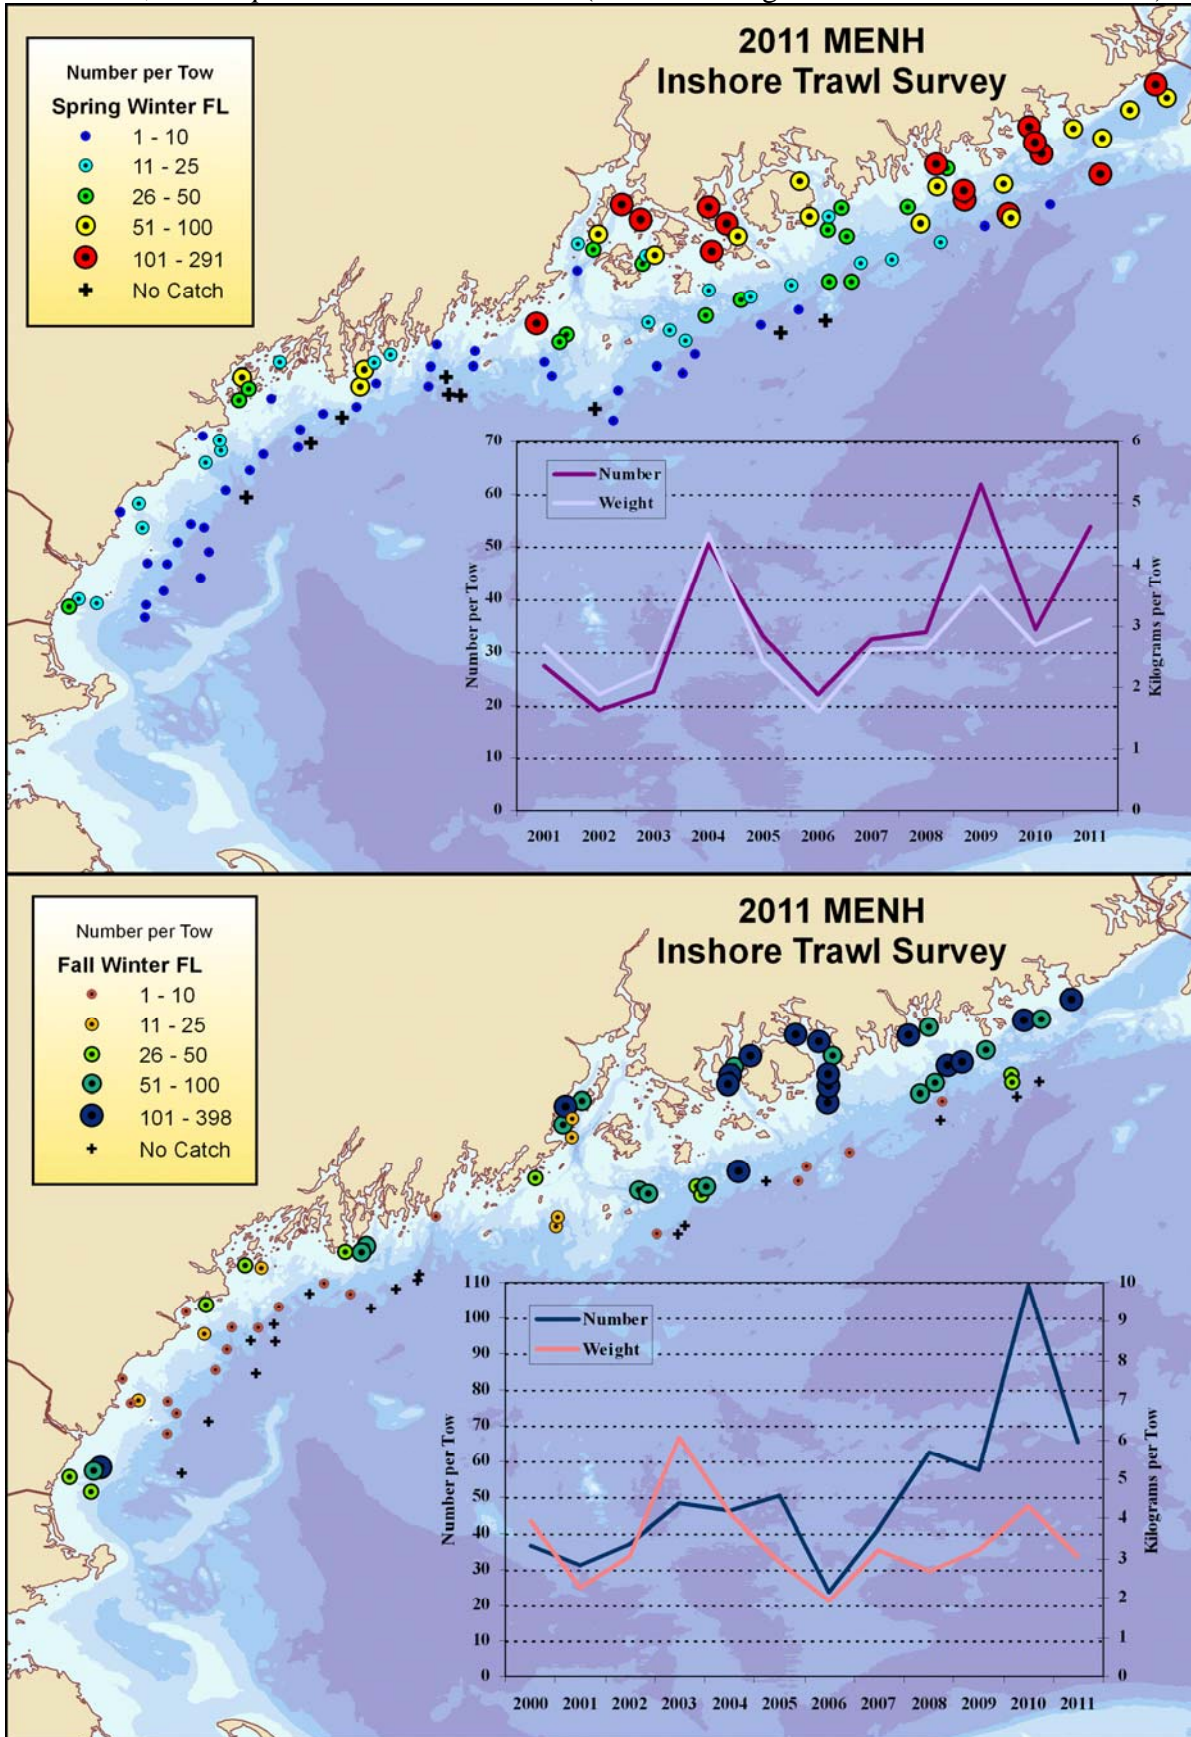 2011 MENH
Inshore Trawl Survey
Number per Tow
Spring Winter FL
1 - 10
11 - 25
26 - 50
51 - 100
101 - 291
No Catch
Number
Weight
70
60
50
40
30
20
10
0
Number per Tow
6
5
4
3
2
1
0
Kilograms per Tow
2001 2002 2003 2004 2005 2006 2007 2008 2009 2010 2011
2011 MENH
Inshore Trawl Survey
Number per Tow
Fall Winter FL
1 - 10
11 - 25
26 - 50
51 - 100
101 - 398
No Catch
Number
Weight
110
100
90
80
70
60
50
40
30
20
10
0
Number per Tow
10
9
8
7
6
5
4
3
2
1
0
Kilograms per Tow
2000 2001 2002 2003 2004 2005 2006 2007 2008 2009 2010 2011